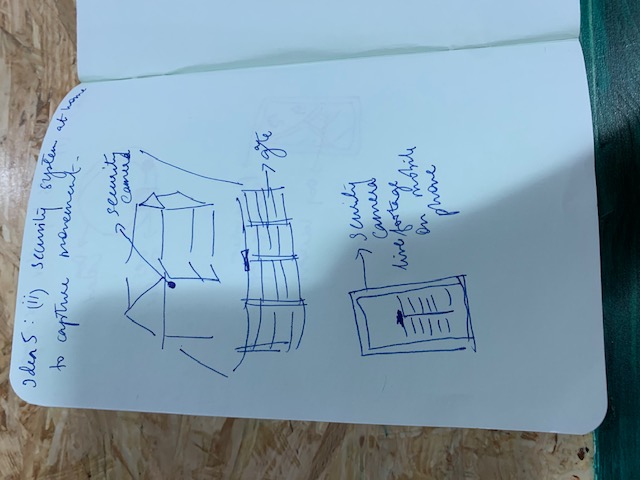 Idea 5: (ii) security system at home
to capture movement.
security
camera
gate
security
camera
live footage
on mobile
phone